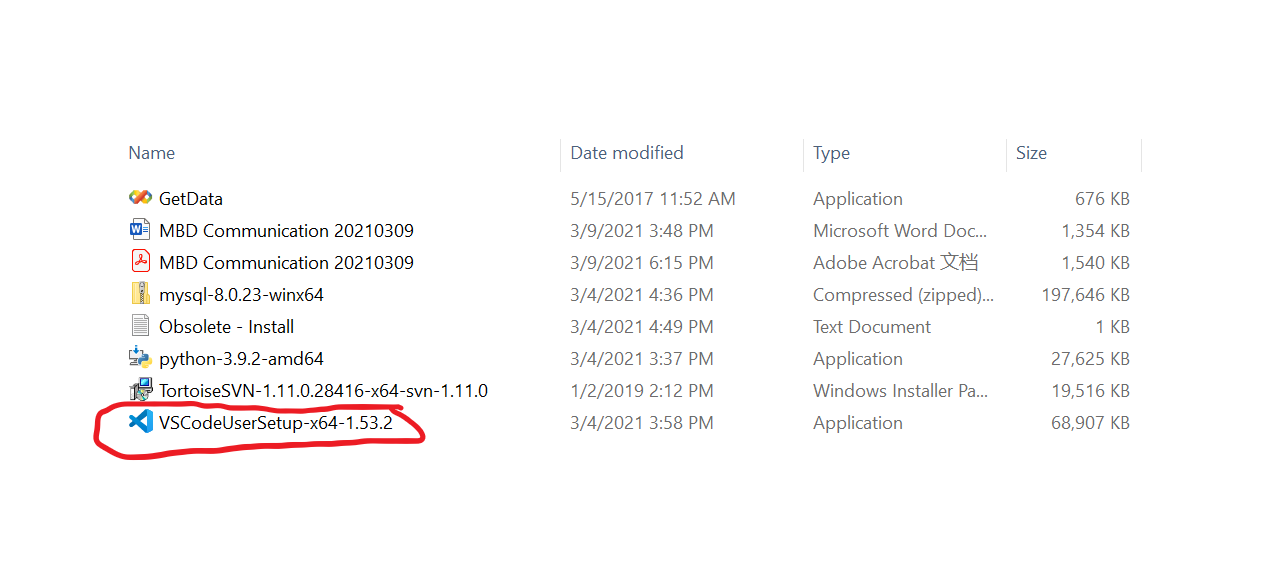 Name Date modified Type Size
GetData 5/15/2017 11:52 AM Application 676 KB
MBD Communication 20210309 3/9/2021 3:48 PM Microsoft Word Doc... 1,354 KB
MBD Communication 20210309 3/9/2021 6:15 PM Adobe Acrobat 文档 1,540 KB
mysql-8.0.23-winx64 3/4/2021 4:36 PM Compressed (zipped)... 197,646 KB
Obsolete - Install 3/4/2021 4:49 PM Text Document 1 KB
python-3.9.2-amd64 3/4/2021 3:37 PM Application 27,625 KB
TortoiseSVN-1.11.0.28416-x64-svn-1.11.0 1/2/2019 2:12 PM Windows Installer Pa... 19,516 KB
VSCodeUserSetup-x64-1.53.2 3/4/2021 3:58 PM Application 68,907 KB